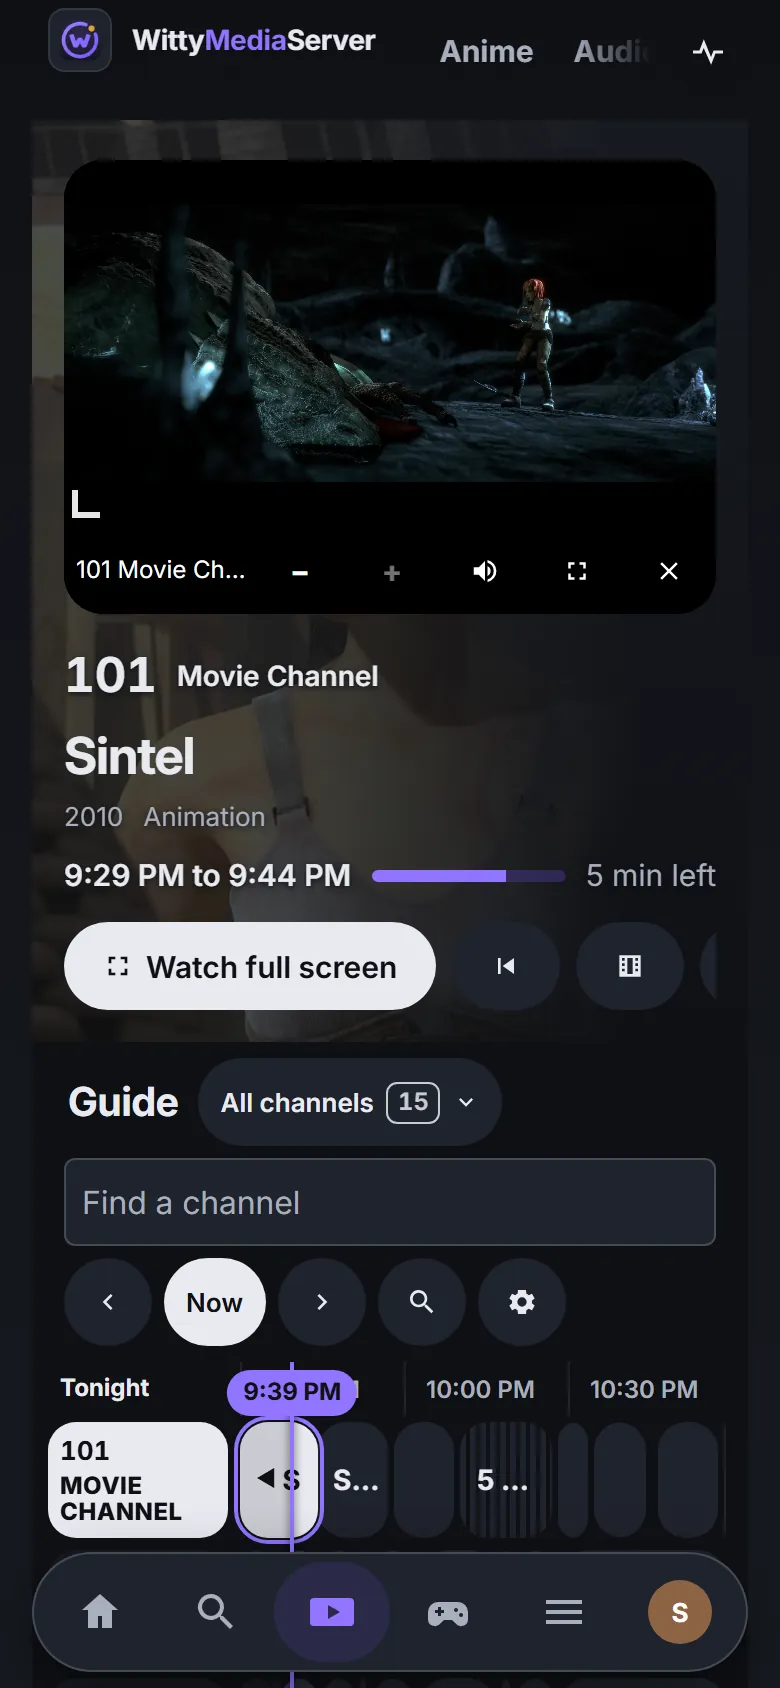 WittyMediaServer
Anime
101 Movie Ch...
101 Movie Channel
Sintel
2010 Animation
9:29 PM to 9:44 PM 5 min left
Watch full screen
Guide All channels 15
Find a channel
Now
Tonight 9:39 PM 10:00 PM 10:30 PM
101
MOVIE
CHANNEL
S S... 5 ...
S